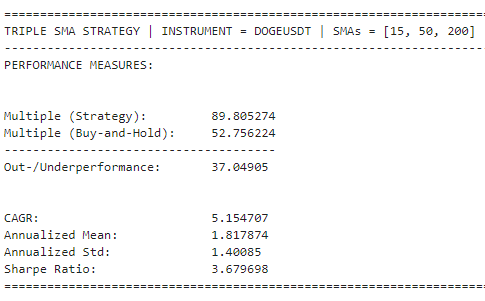 ================================================================
TRIPLE SMA STRATEGY | INSTRUMENT = DOGEUSDT | SMAs = [15, 50, 200]
----------------------------------------------------------------
PERFORMANCE MEASURES:
Multiple (Strategy): 89.805274
Multiple (Buy-and-Hold): 52.756224
-------------------------------------
Out-/Underperformance: 37.04905
CAGR: 5.154707
Annualized Mean: 1.817874
Annualized Std: 1.40085
Sharpe Ratio: 3.679698
================================================================